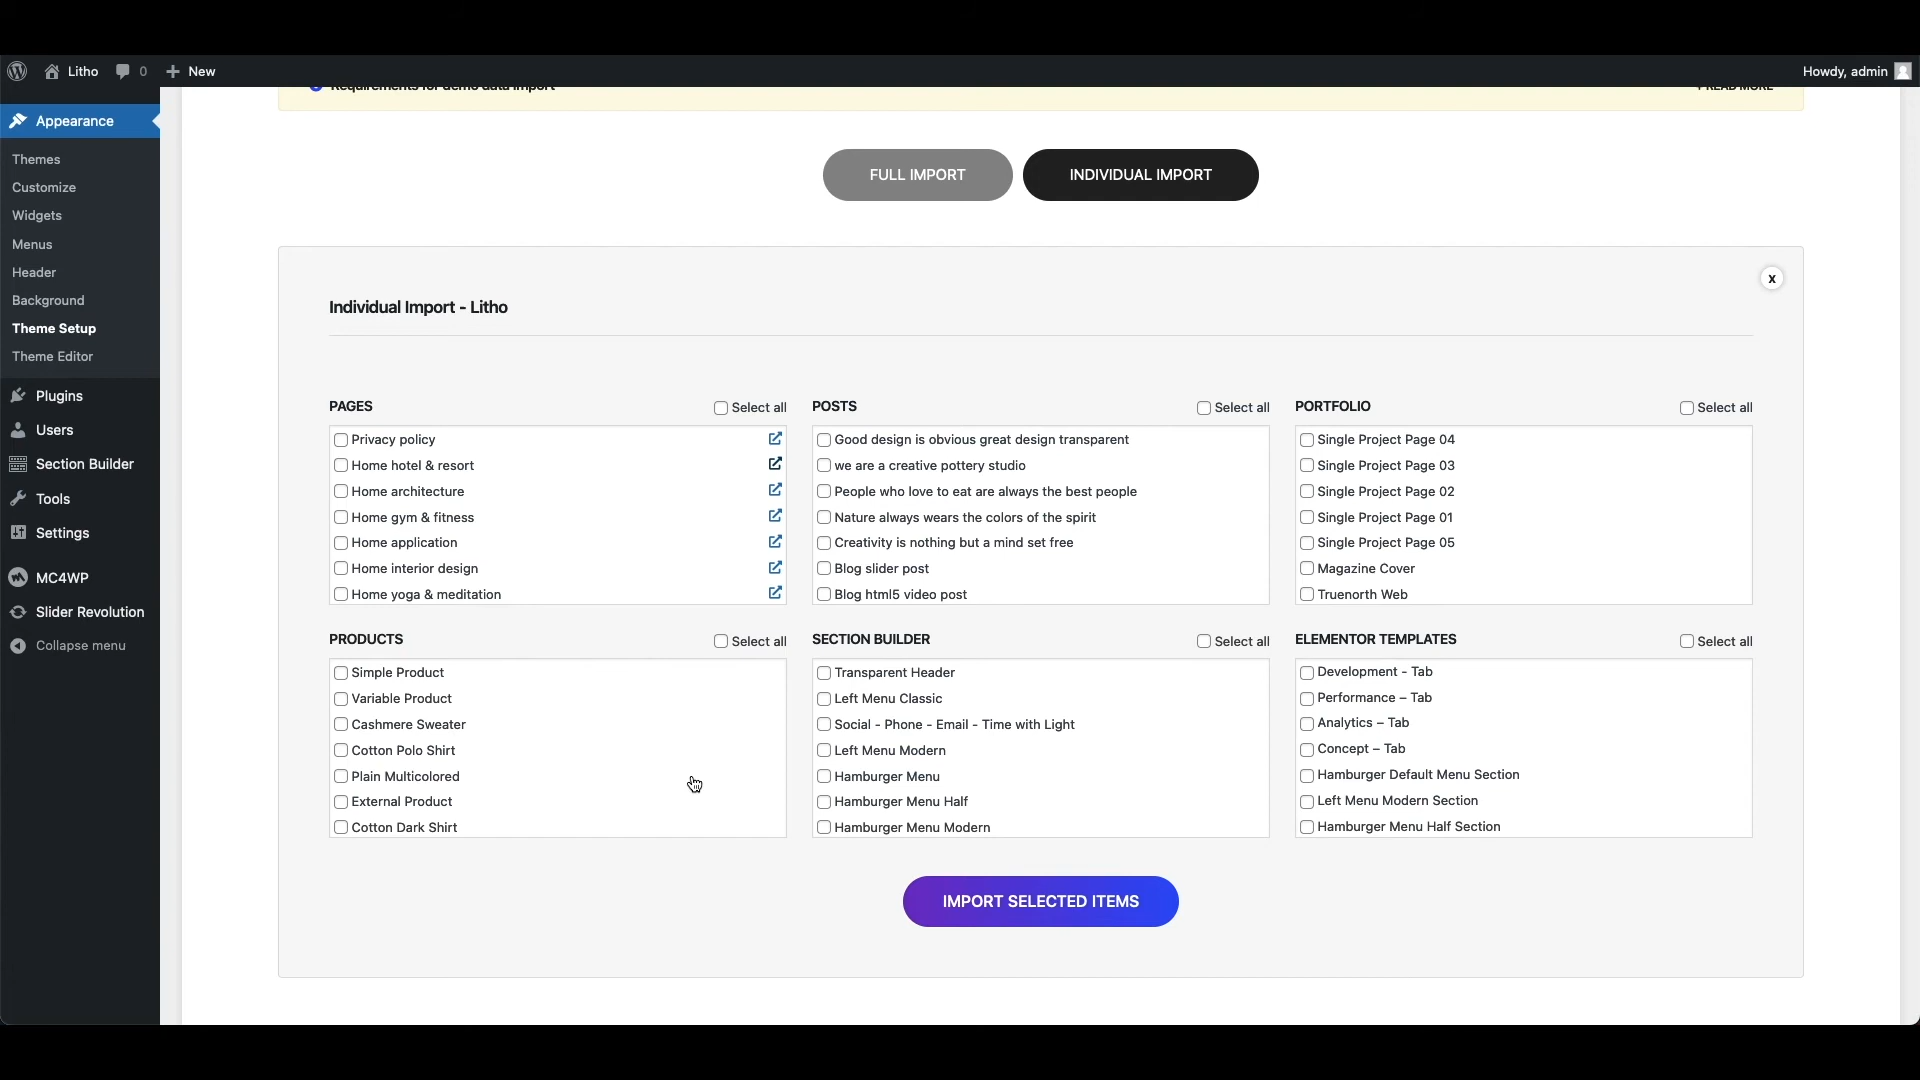 Litho
0
New
Howdy, admin
Requirements for demo data import
+ READ MORE
Appearance
Themes
Customize
Widgets
Menus
Header
Background
Theme Setup
Theme Editor
Plugins
Users
Section Builder
Tools
Settings
MC4WP
Slider Revolution
Collapse menu
FULL IMPORT
INDIVIDUAL IMPORT
x
Individual Import - Litho
PAGES
Select all
Privacy policy
Home hotel & resort
Home architecture
Home gym & fitness
Home application
Home interior design
Home yoga & meditation
POSTS
Select all
Good design is obvious great design transparent
we are a creative pottery studio
People who love to eat are always the best people
Nature always wears the colors of the spirit
Creativity is nothing but a mind set free
Blog slider post
Blog html5 video post
PORTFOLIO
Select all
Single Project Page 04
Single Project Page 03
Single Project Page 02
Single Project Page 01
Single Project Page 05
Magazine Cover
Truenorth Web
PRODUCTS
Select all
Simple Product
Variable Product
Cashmere Sweater
Cotton Polo Shirt
Plain Multicolored
External Product
Cotton Dark Shirt
SECTION BUILDER
Select all
Transparent Header
Left Menu Classic
Social - Phone - Email - Time with Light
Left Menu Modern
Hamburger Menu
Hamburger Menu Half
Hamburger Menu Modern
ELEMENTOR TEMPLATES
Select all
Development - Tab
Performance – Tab
Analytics – Tab
Concept – Tab
Hamburger Default Menu Section
Left Menu Modern Section
Hamburger Menu Half Section
IMPORT SELECTED ITEMS